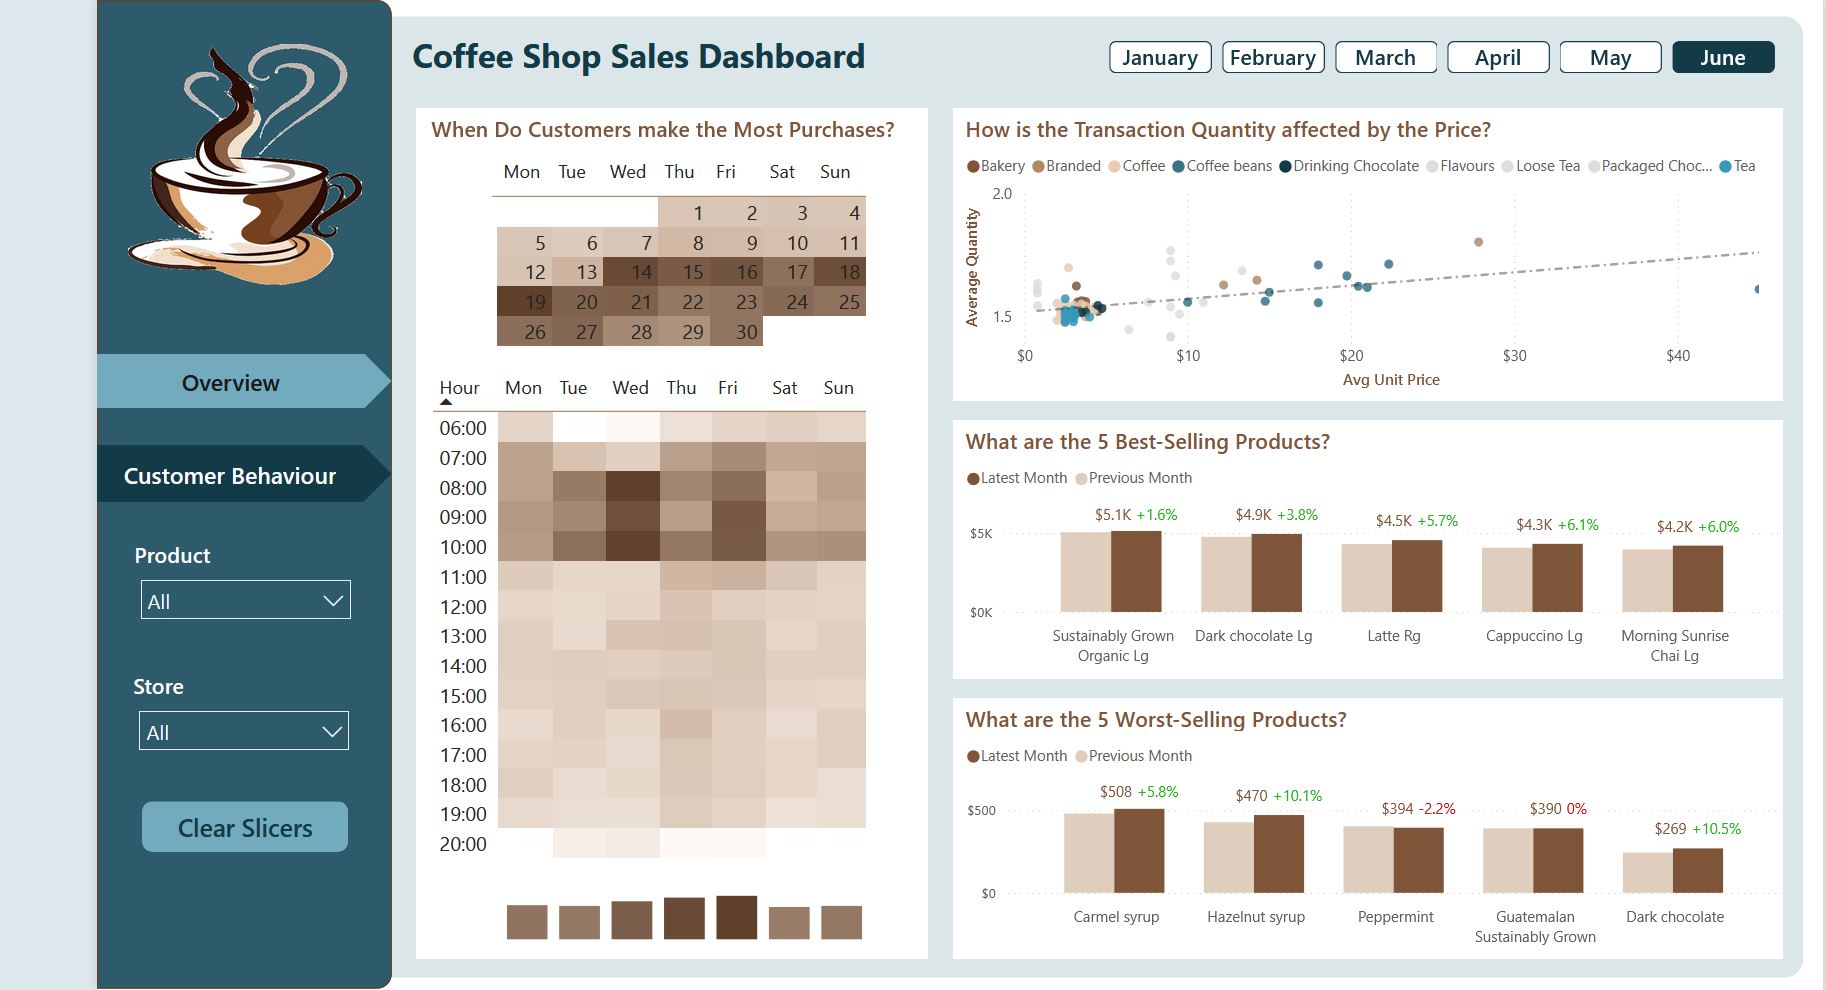 Coffee Shop Sales Dashboard
January February March April May June
Overview
Customer Behaviour
Product
All
Store
All
Clear Slicers
When Do Customers make the Most Purchases?
Mon Tue Wed Thu Fri Sat Sun
1 2 3 4
5 6 7 8 9 10 11
12 13 14 15 16 17 18
19 20 21 22 23 24 25
26 27 28 29 30
Hour Mon Tue Wed Thu Fri Sat Sun
06:00
07:00
08:00
09:00
10:00
11:00
12:00
13:00
14:00
15:00
16:00
17:00
18:00
19:00
20:00
How is the Transaction Quantity affected by the Price?
Bakery Branded Coffee Coffee beans Drinking Chocolate Flavours Loose Tea Packaged Choc... Tea
Average Quantity
2.0
1.5
$0 $10 $20 $30 $40
Avg Unit Price
What are the 5 Best-Selling Products?
Latest Month Previous Month
$5.1K +1.6% $4.9K +3.8% $4.5K +5.7% $4.3K +6.1% $4.2K +6.0%
$5K
$0K
Sustainably Grown Dark chocolate Lg Latte Rg Cappuccino Lg Morning Sunrise
Organic Lg Chai Lg
What are the 5 Worst-Selling Products?
Latest Month Previous Month
$508 +5.8% $470 +10.1% $394 -2.2% $390 0% $269 +10.5%
$500
$0
Carmel syrup Hazelnut syrup Peppermint Guatemalan Dark chocolate
Sustainably Grown